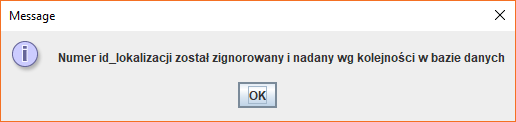 Message
Numer id_lokalizacji został zignorowany i nadany wg kolejności w bazie danych
OK